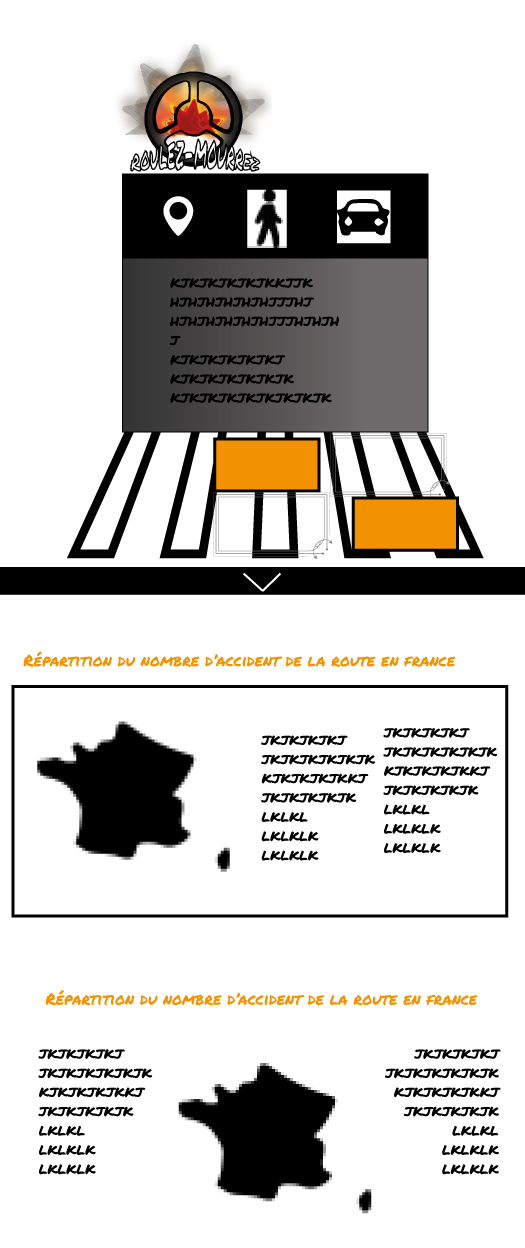 ROULEZ-MOURREZ
KJKJKJKJKJKKJJK
HJHJHJHJHJHJJJHJ
HJHJHJHJHJHJJJHJHJH
J
KJKJKJKJKJKJ
KJKJKJKJKJKJK
KJKJKJKJKJKJKJKJK
RÉPARTITION DU NOMBRE D'ACCIDENT DE LA ROUTE EN FRANCE
JKJKJKJKJ
JKJKJKJKJKJK
KJKJKJKJKKJ
JKJKJKJKJK
LKLKL
LKLKLK
LKLKLK
JKJKJKJKJ
JKJKJKJKJKJK
KJKJKJKJKKJ
JKJKJKJKJK
LKLKL
LKLKLK
LKLKLK
RÉPARTITION DU NOMBRE D'ACCIDENT DE LA ROUTE EN FRANCE
JKJKJKJKJ
JKJKJKJKJKJK
KJKJKJKJKKJ
JKJKJKJKJK
LKLKL
LKLKLK
LKLKLK
JKJKJKJKJ
JKJKJKJKJKJK
KJKJKJKJKKJ
JKJKJKJKJK
LKLKL
LKLKLK
LKLKLK